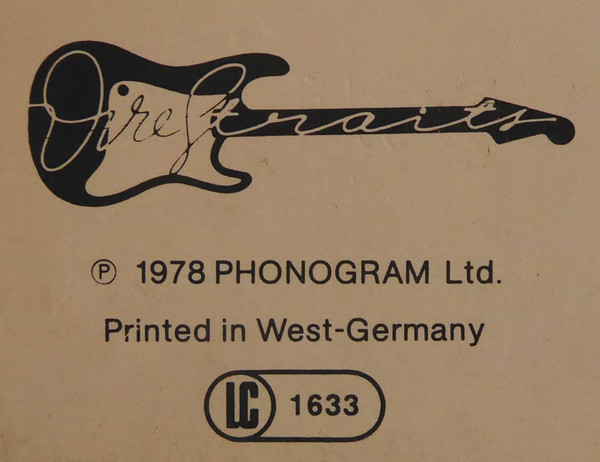 Dire Straits
℗ 1978 PHONOGRAM Ltd.
Printed in West-Germany
LC 1633